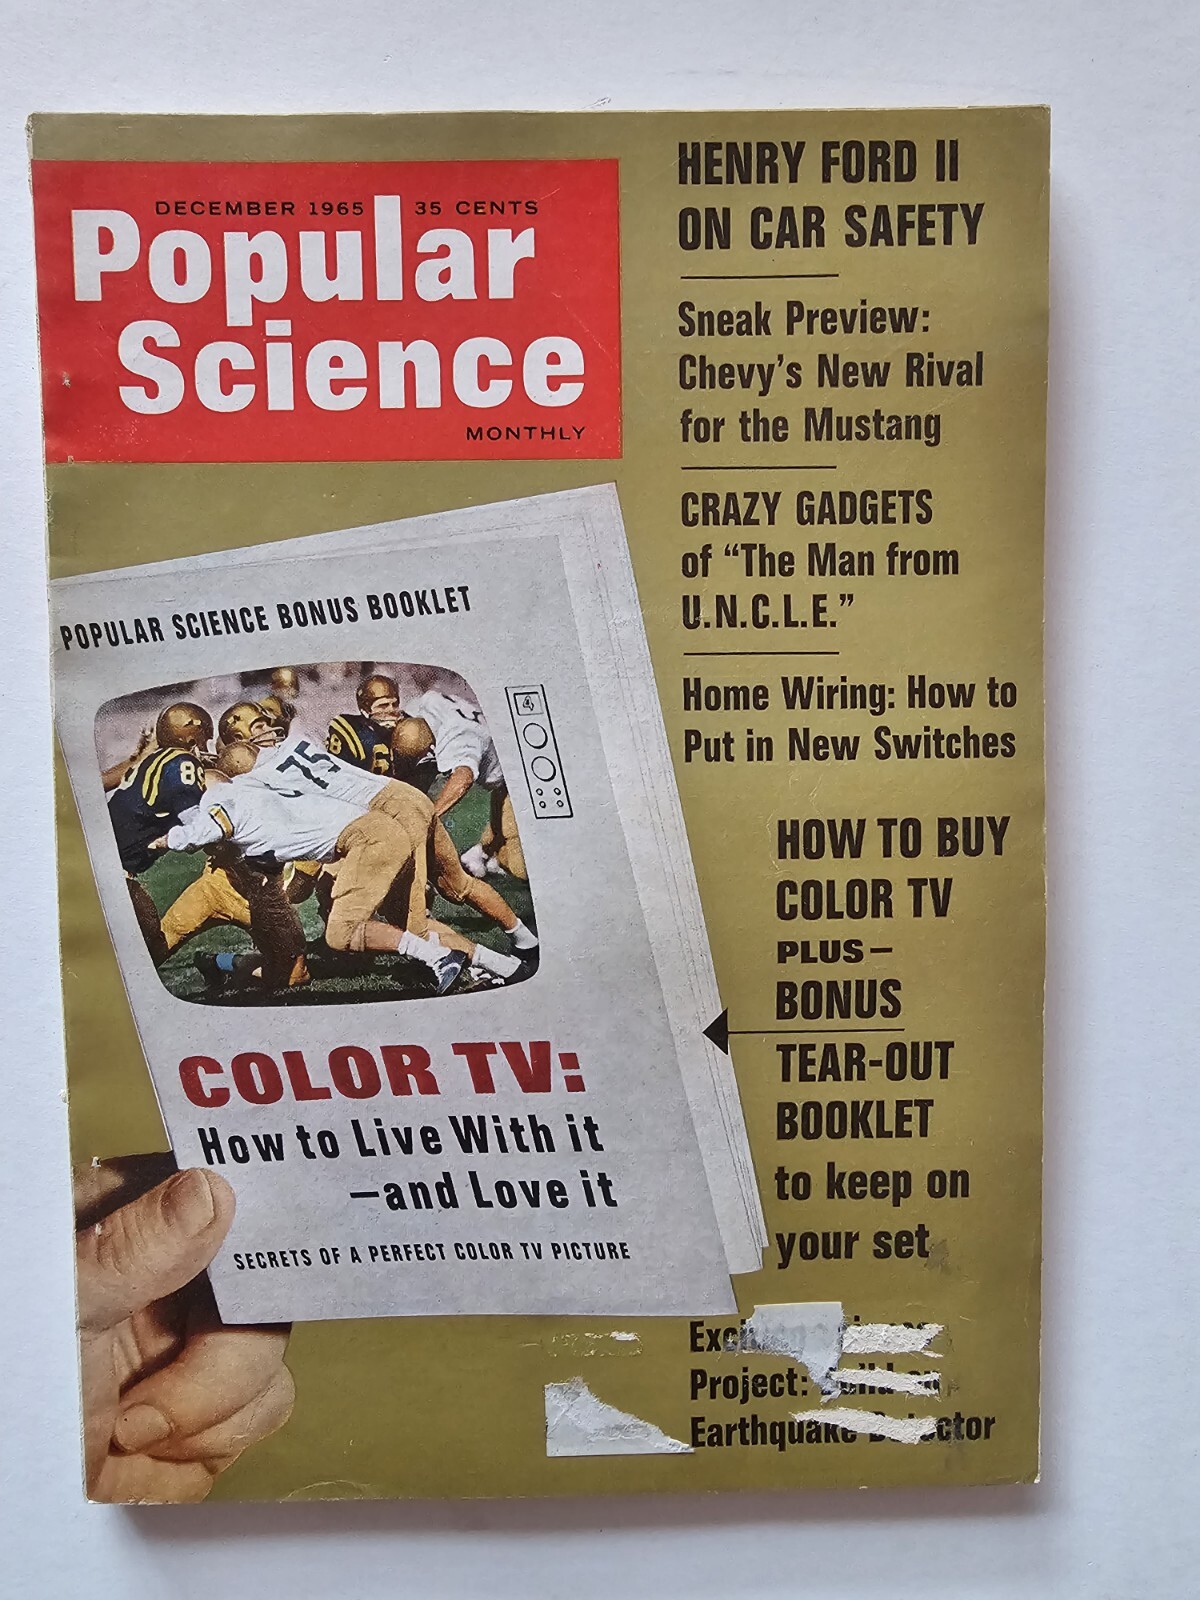 DECEMBER 1965 35 CENTS
Popular
Science
MONTHLY
HENRY FORD II
ON CAR SAFETY
Sneak Preview:
Chevy's New Rival
for the Mustang
CRAZY GADGETS
of “The Man from
U.N.C.L.E.”
Home Wiring: How to
Put in New Switches
HOW TO BUY
COLOR TV
PLUS—
BONUS
TEAR-OUT
BOOKLET
to keep on
your set
Project:
Earthquake
POPULAR SCIENCE BONUS BOOKLET
4
75
COLOR TV:
How to Live With it
—and Love it
SECRETS OF A PERFECT COLOR TV PICTURE